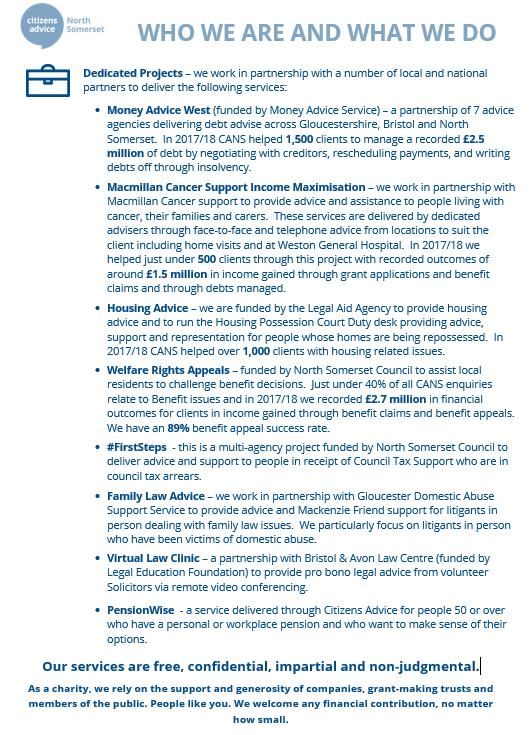 citizens advice
North Somerset
WHO WE ARE AND WHAT WE DO
Dedicated Projects – we work in partnership with a number of local and national
partners to deliver the following services:
• Money Advice West (funded by Money Advice Service) – a partnership of 7 advice
agencies delivering debt advise across Gloucestershire, Bristol and North
Somerset. In 2017/18 CANS helped 1,500 clients to manage a recorded £2.5
million of debt by negotiating with creditors, rescheduling payments, and writing
debts off through insolvency.
• Macmillan Cancer Support Income Maximisation – we work in partnership with
Macmillan Cancer support to provide advice and assistance to people living with
cancer, their families and carers. These services are delivered by dedicated
advisers through face-to-face and telephone advice from locations to suit the
client including home visits and at Weston General Hospital. In 2017/18 we
helped just under 500 clients through this project with recorded outcomes of
around £1.5 million in income gained through grant applications and benefit
claims and through debts managed.
• Housing Advice – we are funded by the Legal Aid Agency to provide housing
advice and to run the Housing Possession Court Duty desk providing advice,
support and representation for people whose homes are being repossessed. In
2017/18 CANS helped over 1,000 clients with housing related issues.
• Welfare Rights Appeals – funded by North Somerset Council to assist local
residents to challenge benefit decisions. Just under 40% of all CANS enquiries
relate to Benefit issues and in 2017/18 we recorded £2.7 million in financial
outcomes for clients in income gained through benefit claims and benefit appeals.
We have an 89% benefit appeal success rate.
• #FirstSteps - this is a multi-agency project funded by North Somerset Council to
deliver advice and support to people in receipt of Council Tax Support who are in
council tax arrears.
• Family Law Advice – we work in partnership with Gloucester Domestic Abuse
Support Service to provide advice and Mackenzie Friend support for litigants in
person dealing with family law issues. We particularly focus on litigants in person
who have been victims of domestic abuse.
• Virtual Law Clinic – a partnership with Bristol & Avon Law Centre (funded by
Legal Education Foundation) to provide pro bono legal advice from volunteer
Solicitors via remote video conferencing.
• PensionWise - a service delivered through Citizens Advice for people 50 or over
who have a personal or workplace pension and who want to make sense of their
options.
Our services are free, confidential, impartial and non-judgmental.
As a charity, we rely on the support and generosity of companies, grant-making trusts and
members of the public. People like you. We welcome any financial contribution, no matter
how small.